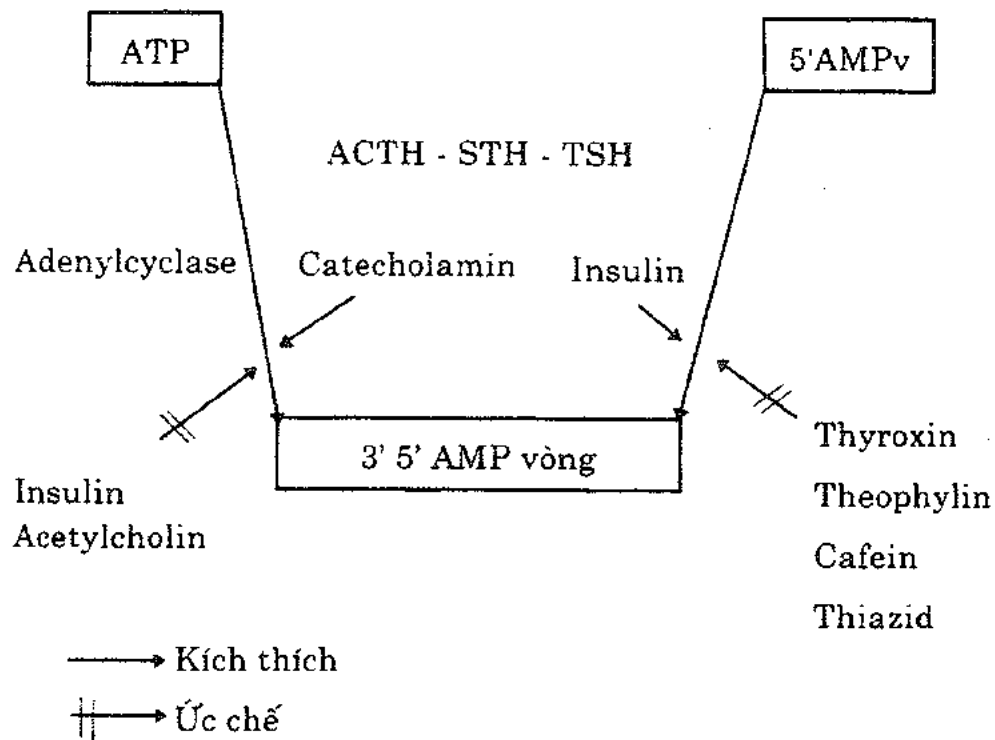 ATP
5'AMPv
ACTH - STH - TSH
Adenylcyclase
Catecholamin
Insulin
3' 5' AMP vòng
Insulin
Acetylcholin
Thyroxin
Theophylin
Cafein
Thiazid
Kích thích
Ức chế